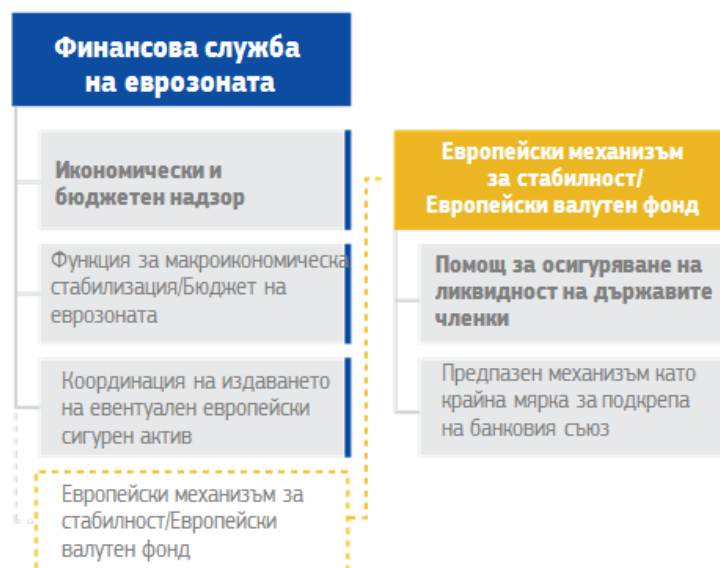 Финансова служба
на еврозоната
Икономически и
бюджетен надзор
Функция за макроикономическа
стабилизация/Бюджет на
еврозоната
Координация на издаването
на евентуален европейски
сигурен актив
Европейски механизъм за
стабилност/Европейски
валутен фонд
Европейски механизъм
за стабилност/
Европейски валутен фонд
Помощ за осигуряване на
ликвидност на държавите
членки
Предпазен механизъм като
крайна мярка за подкрепа
на банковия съюз